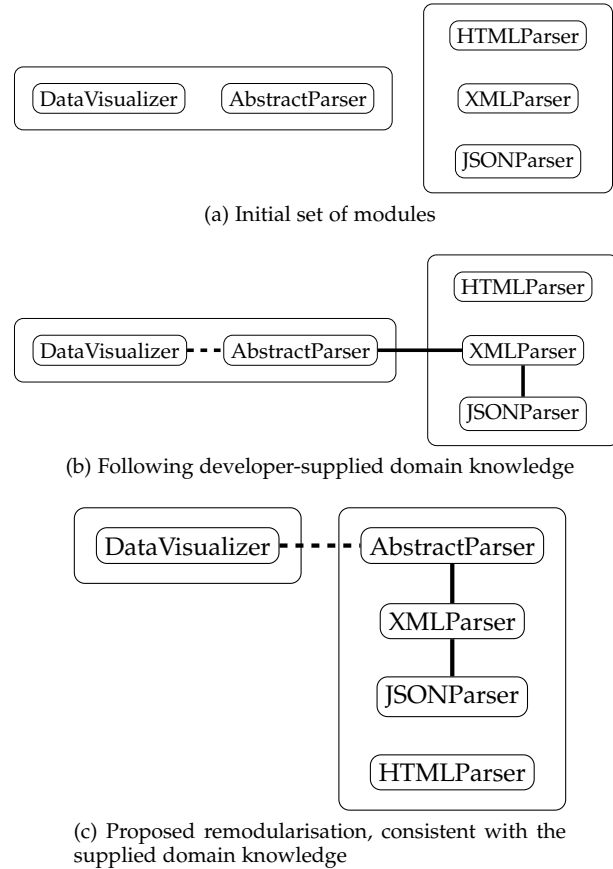 HTMLParser
DataVisualizer AbstractParser XMLParser
JSONParser
(a) Initial set of modules
HTMLParser
DataVisualizer AbstractParser XMLParser
JSONParser
(b) Following developer-supplied domain knowledge
DataVisualizer AbstractParser
XMLParser
JSONParser
HTMLParser
(c) Proposed remodularisation, consistent with the
supplied domain knowledge